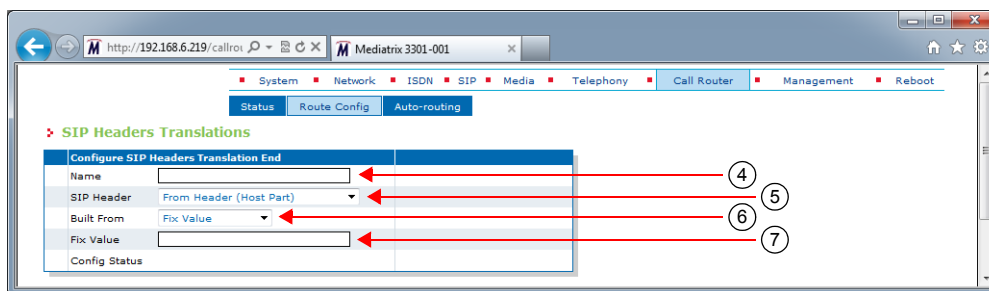 http://192.168.6.219/callrou
Mediatrix 3301-001
System Network ISDN SIP Media Telephony Call Router Management Reboot
Status Route Config Auto-routing
SIP Headers Translations
Configure SIP Headers Translation End
Name
4
SIP Header From Header (Host Part)
5
Built From Fix Value
6
Fix Value
7
Config Status